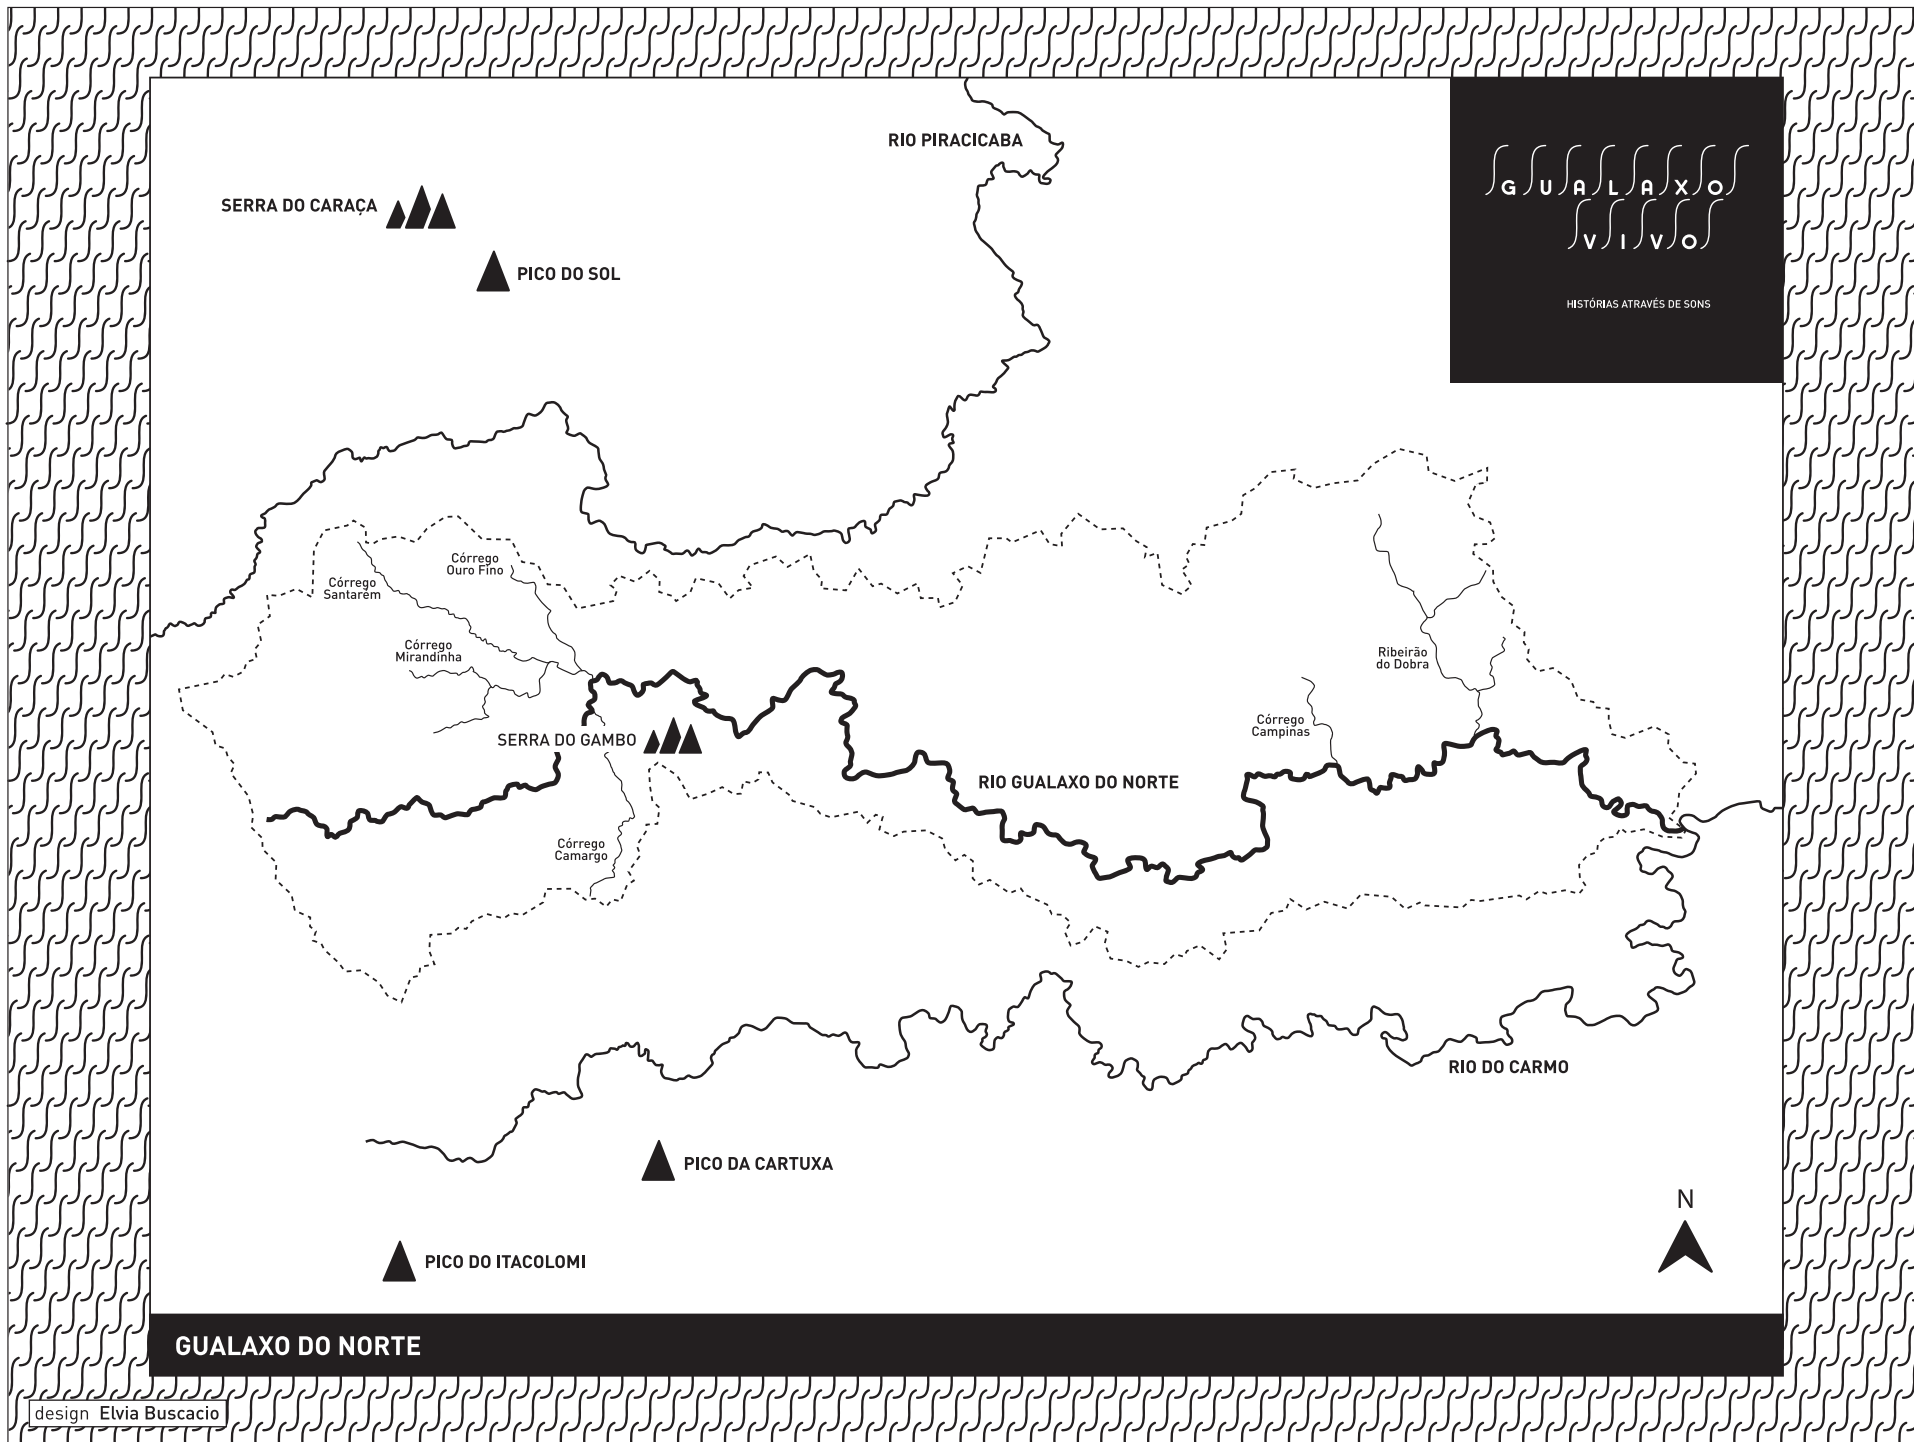 RIO PIRACICABA
GUALAXO
VIVO
HISTÓRIAS ATRAVÉS DE SONS
SERRA DO CARAÇA
PICO DO SOL
Córrego
Ouro Fino
Córrego
Santarém
Córrego
Mirandinha
Ribeirão
do Dobra
Córrego
Campinas
SERRA DO GAMBO
RIO GUALAXO DO NORTE
Córrego
Camargo
RIO DO CARMO
PICO DA CARTUXA
N
PICO DO ITACOLOMI
GUALAXO DO NORTE
design Elvia Buscacio